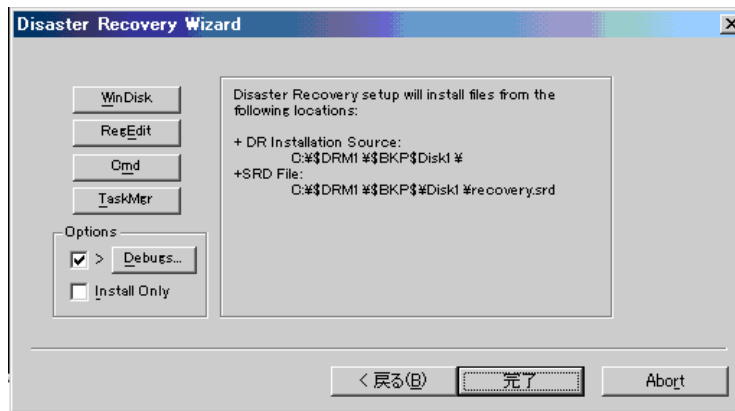 Disaster Recovery Wizard
WinDisk
RegEdit
Cmd
TaskMgr
Options
> Debugs...
Install Only
Disaster Recovery setup will install files from the
following locations:
+ DR Installation Source:
C:¥$DRM1¥$BKP$Disk1¥
+SRD File:
C:¥$DRM1¥$BKP$¥Disk1¥recovery.srd
< 戻る(B)
完了
Abort